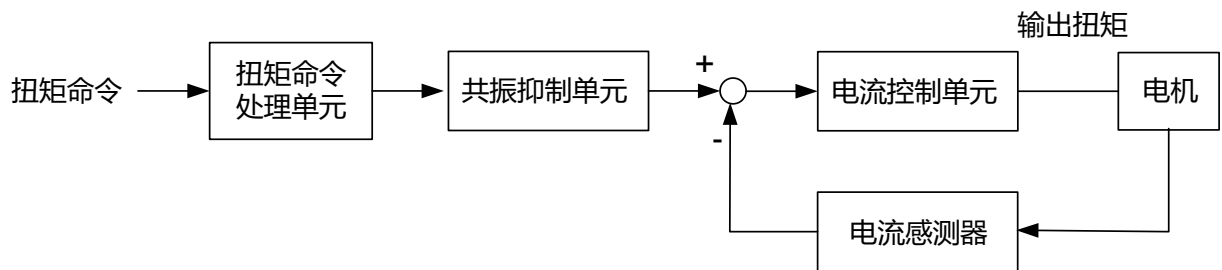 输出扭矩
扭矩命令
扭矩命令
处理单元
共振抑制单元
+
-
电流控制单元
电机
电流感测器